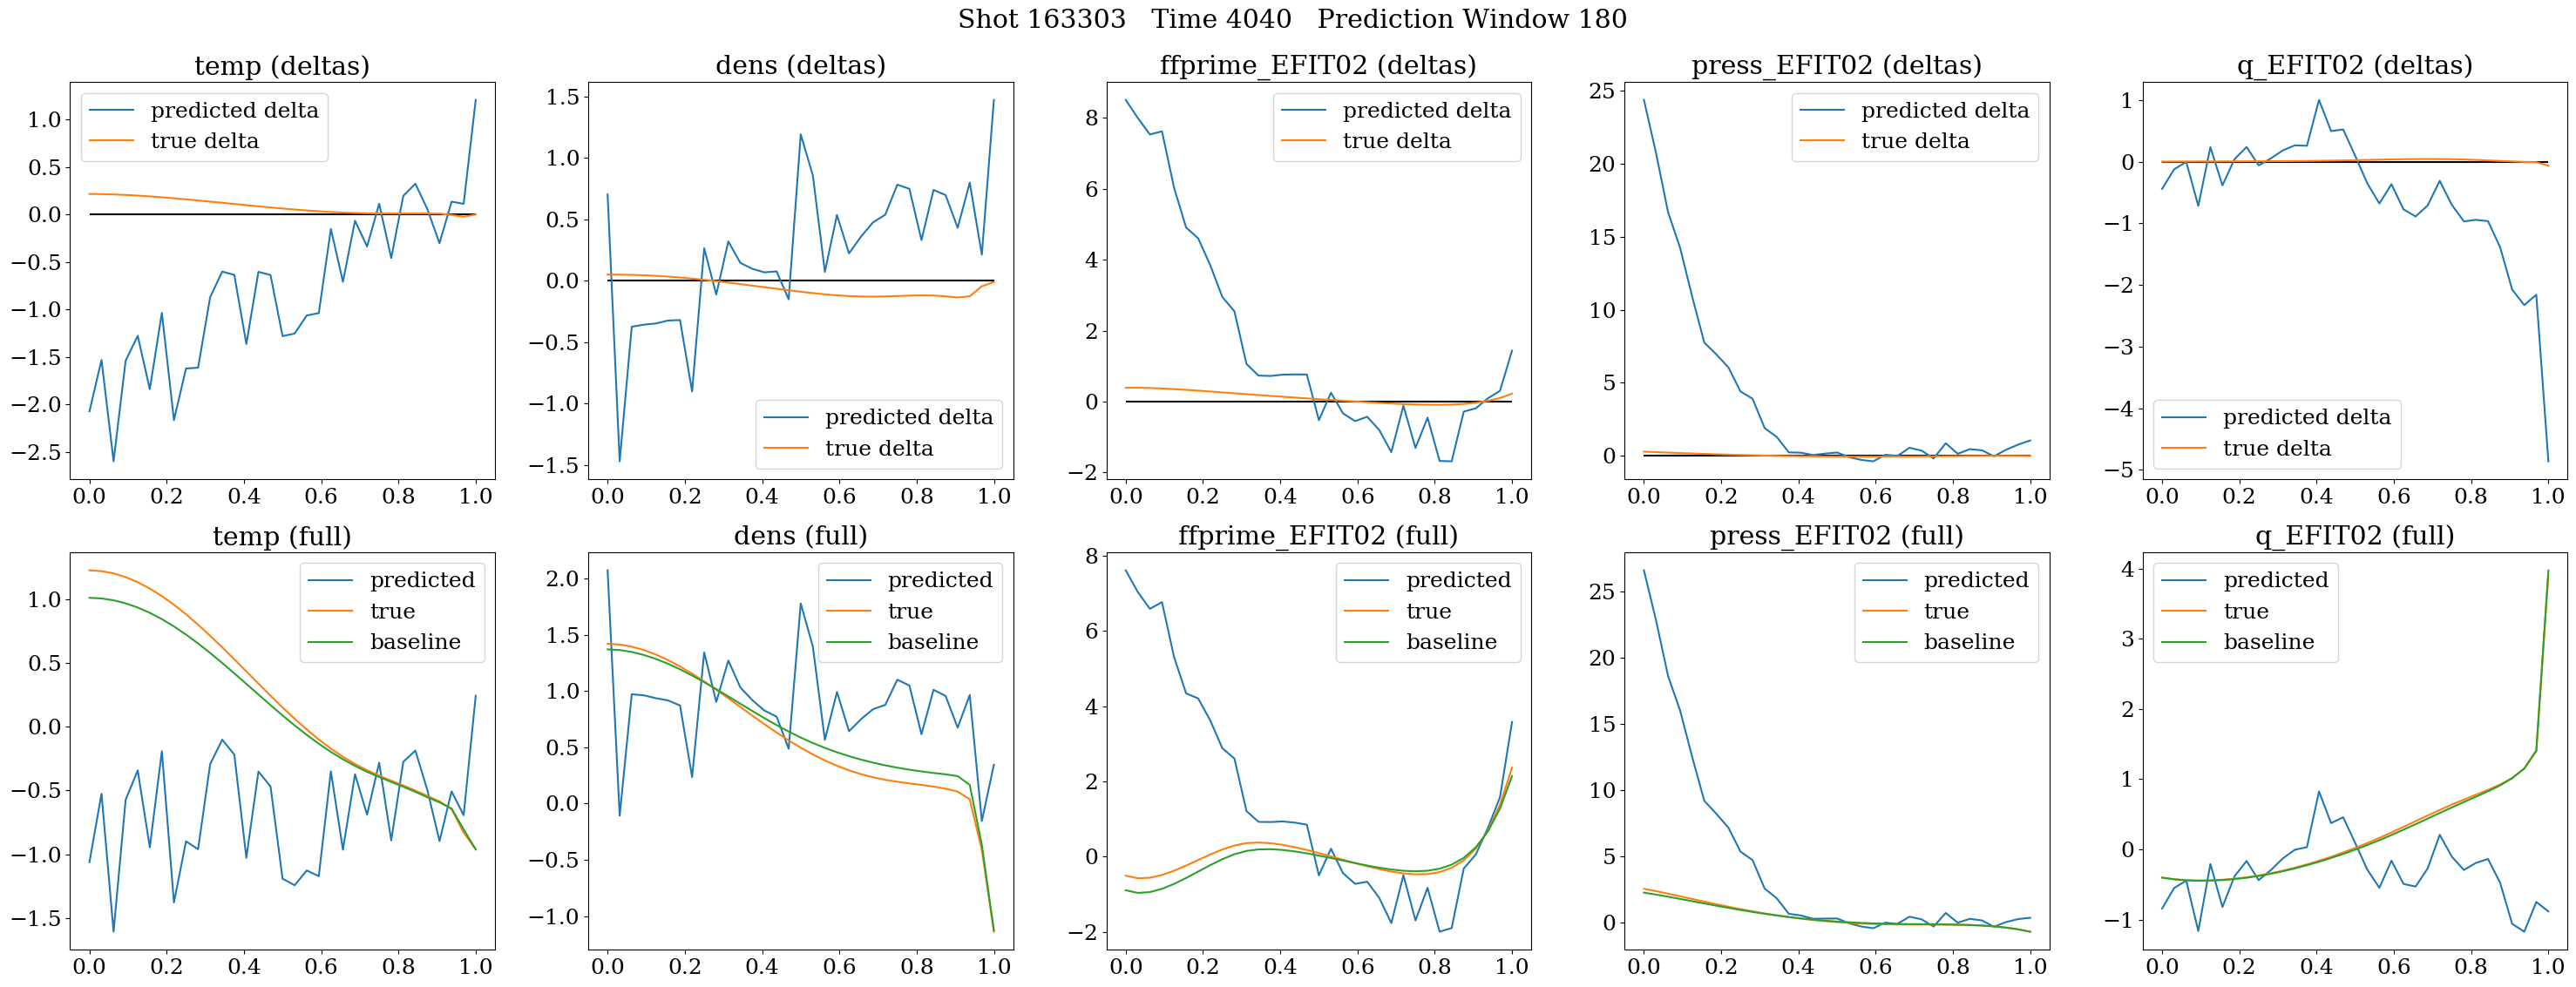 Shot 163303   Time 4040   Prediction Window 180
temp (deltas)
1.0
0.5
0.0
−0.5
−1.0
−1.5
−2.0
−2.5
0.0 0.2 0.4 0.6 0.8 1.0
predicted delta
true delta
dens (deltas)
1.5
1.0
0.5
0.0
−0.5
−1.0
−1.5
0.0 0.2 0.4 0.6 0.8 1.0
predicted delta
true delta
ffprime_EFIT02 (deltas)
8
6
4
2
0
−2
0.0 0.2 0.4 0.6 0.8 1.0
predicted delta
true delta
press_EFIT02 (deltas)
25
20
15
10
5
0
0.0 0.2 0.4 0.6 0.8 1.0
predicted delta
true delta
q_EFIT02 (deltas)
1
0
−1
−2
−3
−4
−5
0.0 0.2 0.4 0.6 0.8 1.0
predicted delta
true delta
temp (full)
1.0
0.5
0.0
−0.5
−1.0
−1.5
0.0 0.2 0.4 0.6 0.8 1.0
predicted
true
baseline
dens (full)
2.0
1.5
1.0
0.5
0.0
−0.5
−1.0
0.0 0.2 0.4 0.6 0.8 1.0
predicted
true
baseline
ffprime_EFIT02 (full)
8
6
4
2
0
−2
0.0 0.2 0.4 0.6 0.8 1.0
predicted
true
baseline
press_EFIT02 (full)
25
20
15
10
5
0
0.0 0.2 0.4 0.6 0.8 1.0
predicted
true
baseline
q_EFIT02 (full)
4
3
2
1
0
−1
0.0 0.2 0.4 0.6 0.8 1.0
predicted
true
baseline